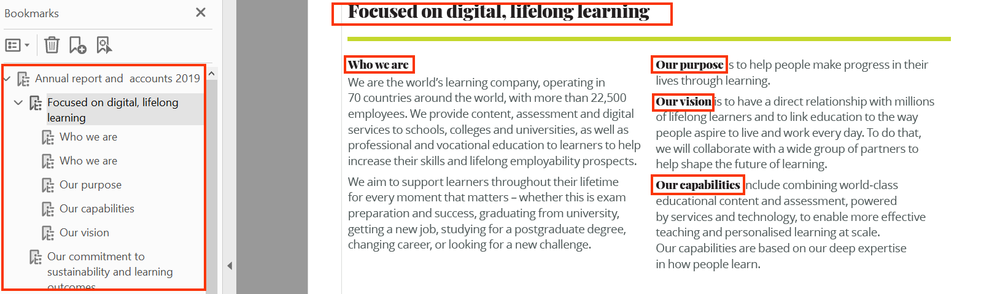 Bookmarks
Annual report and accounts 2019
Focused on digital, lifelong
learning
Who we are
Who we are
Our purpose
Our capabilities
Our vision
Our commitment to
sustainability and learning
outcomes
Focused on digital, lifelong learning
Who we are
We are the world’s learning company, operating in
70 countries around the world, with more than 22,500
employees. We provide content, assessment and digital
services to schools, colleges and universities, as well as
professional and vocational education to learners to help
increase their skills and lifelong employability prospects.
We aim to support learners throughout their lifetime
for every moment that matters – whether this is exam
preparation and success, graduating from university,
getting a new job, studying for a postgraduate degree,
changing career, or looking for a new challenge.
Our purpose is to help people make progress in their
lives through learning.
Our vision is to have a direct relationship with millions
of lifelong learners and to link education to the way
people aspire to live and work every day. To do that,
we will collaborate with a wide group of partners to
help shape the future of learning.
Our capabilities include combining world-class
educational content and assessment, powered
by services and technology, to enable more effective
teaching and personalised learning at scale.
Our capabilities are based on our deep expertise
in how people learn.